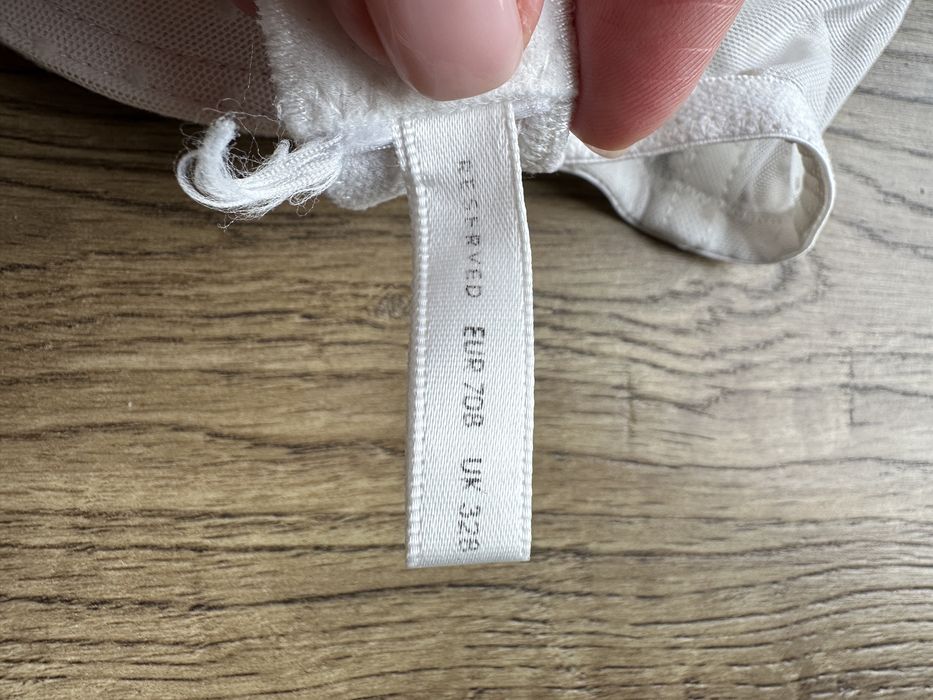 RESERVED EUR 70B UK 32B